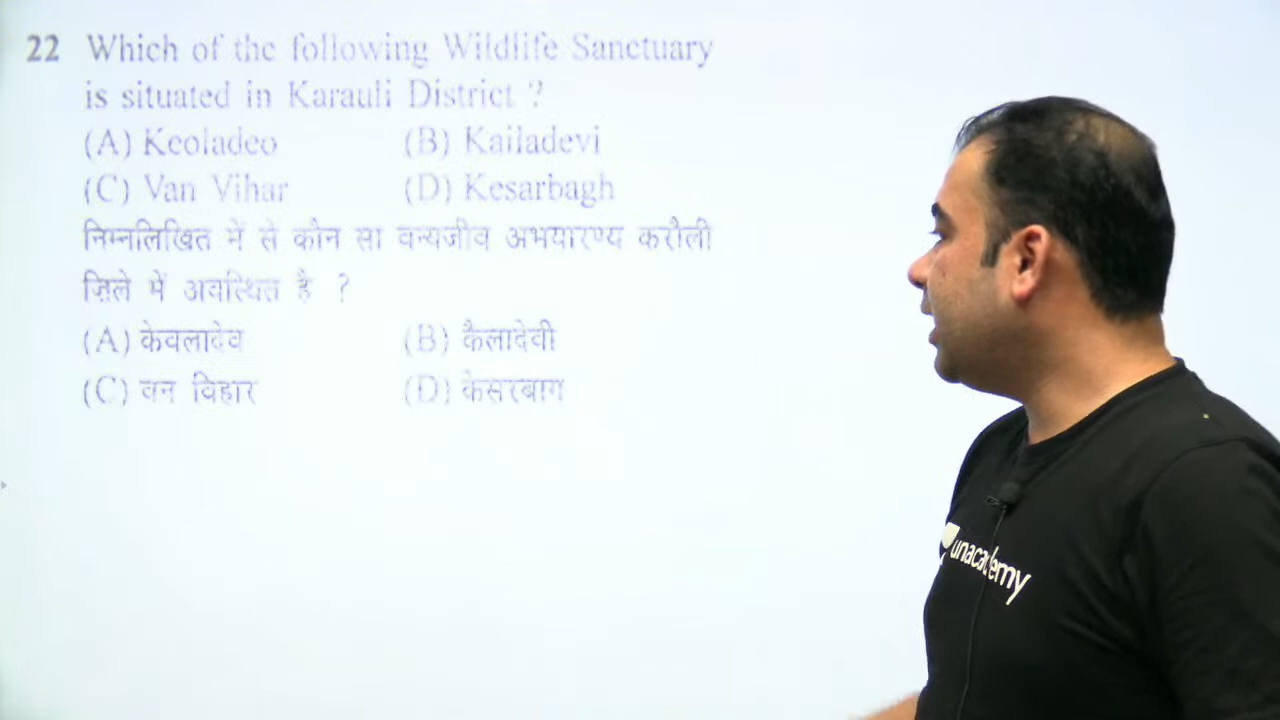 22 Which of the following Wildlife Sanctuary
is situated in Karauli District ?
(A) Keoladeo (B) Kailadevi
(C) Van Vihar (D) Kesarbagh
निम्नलिखित में से कौन सा वन्यजीव अभयारण्य करौली
ज़िले में अवस्थित है ?
(A) केवलादेव (B) कैलादेवी
(C) वन विहार (D) केसरबाग
unacademy